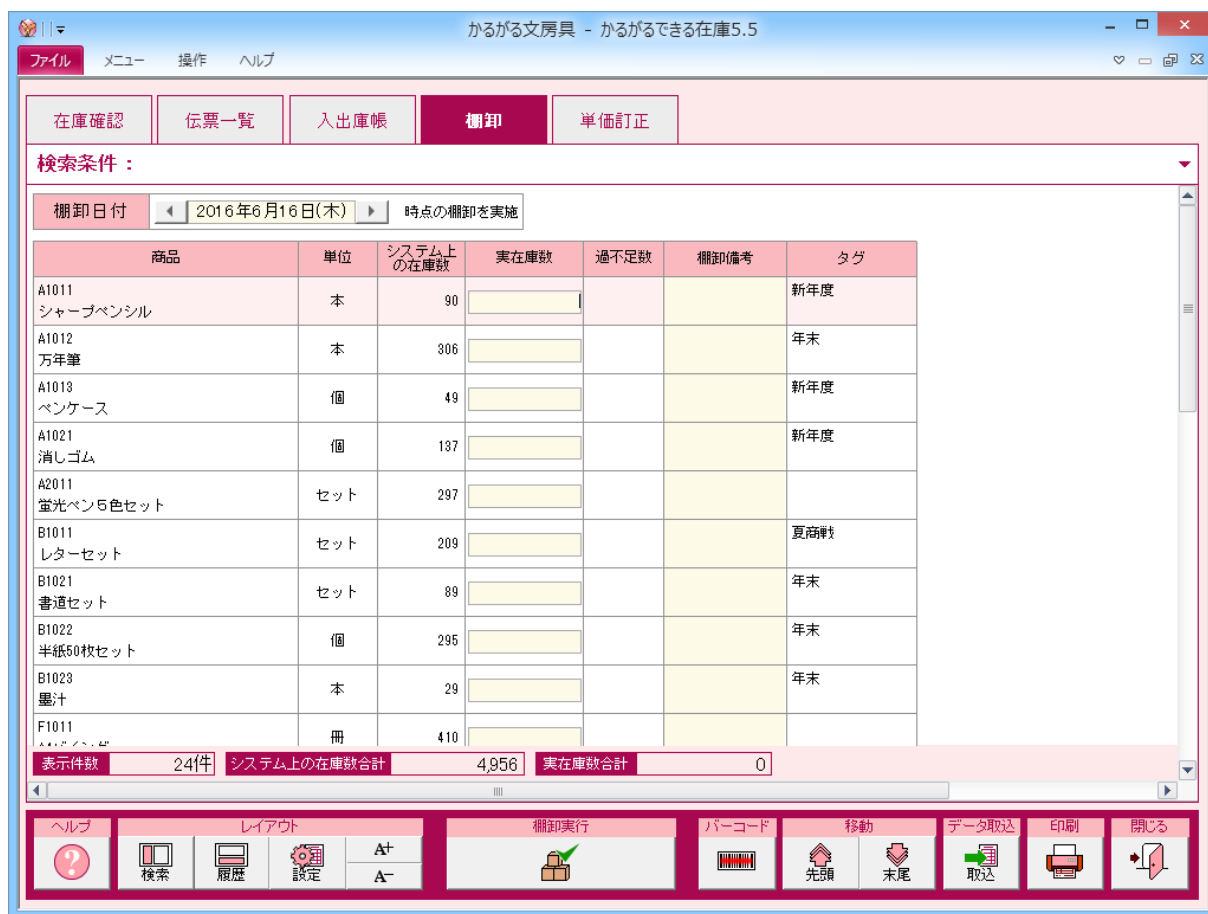 かるがる文房具 - かるがるできる在庫5.5
ファイル メニュー 操作 ヘルプ
在庫確認 伝票一覧 入出庫帳 棚卸 単価訂正
検索条件：
棚卸日付 2016年6月16日(木) 時点の棚卸を実施
商品 単位 システム上の在庫数 実在庫数 過不足数 棚卸備考 タグ
A1011 新年度
シャープペンシル 本 90
A1012 年末
万年筆 本 306
A1013 新年度
ペンケース 個 49
A1021 新年度
消しゴム 個 137
A2011
蛍光ペン５色セット セット 297
B1011 夏商戦
レターセット セット 209
B1021 年末
書道セット セット 89
B1022 年末
半紙50枚セット 個 295
B1023 年末
墨汁 本 29
F1011
冊 410
表示件数 24件 システム上の在庫数合計 4,956 実在庫数合計 0
ヘルプ レイアウト 棚卸実行 バーコード 移動 データ取込 印刷 閉じる
? 検索 履歴 設定 A+ A- 先頭 末尾 取込